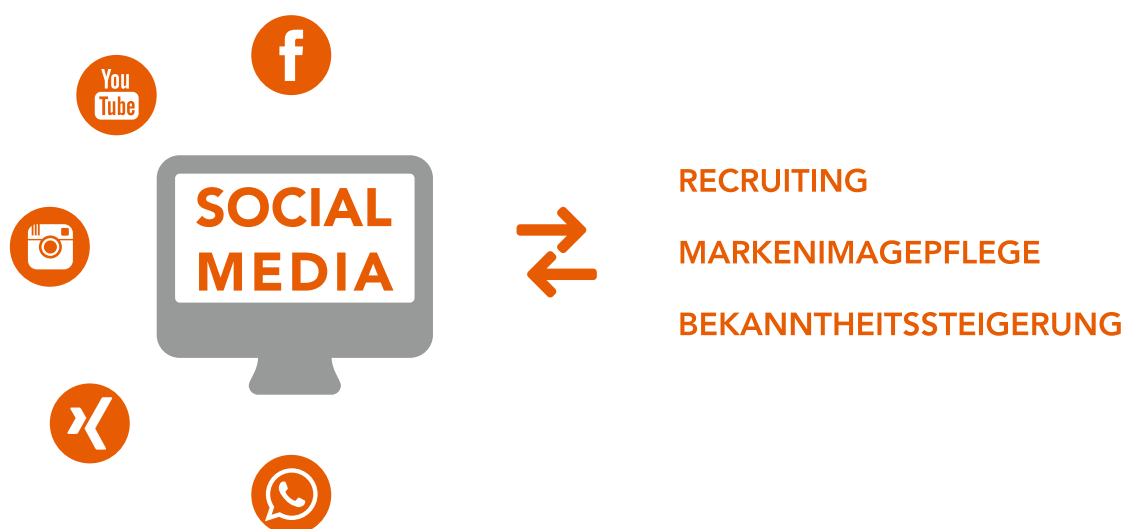 f
You
Tube
SOCIAL
MEDIA
RECRUITING
MARKENIMAGEPFLEGE
BEKANNTHEITSSTEIGERUNG